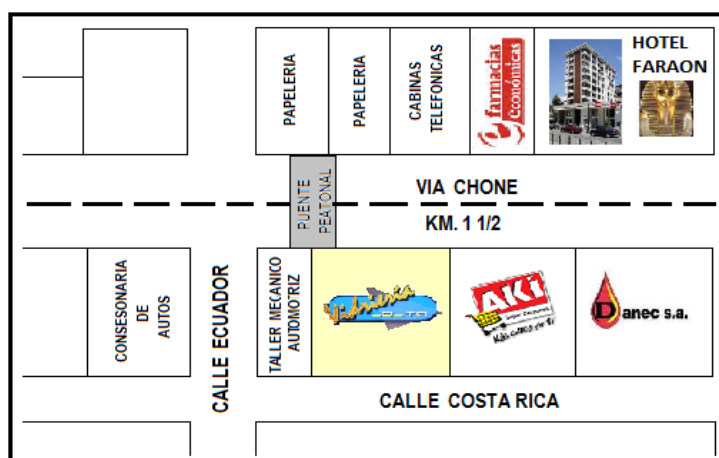 PAPELERIA
PAPELERIA
CABINAS
TELEFONICAS
farmacias
económicas
HOTEL
FARAON
PUENTE
PEATONAL
VIA CHONE
KM. 1 1/2
CONSESONARIA
DE
AUTOS
CALLE ECUADOR
TALLER MECANICO
AUTOMOTRIZ
Vidriería
AKÍ
Danec s.a.
CALLE COSTA RICA